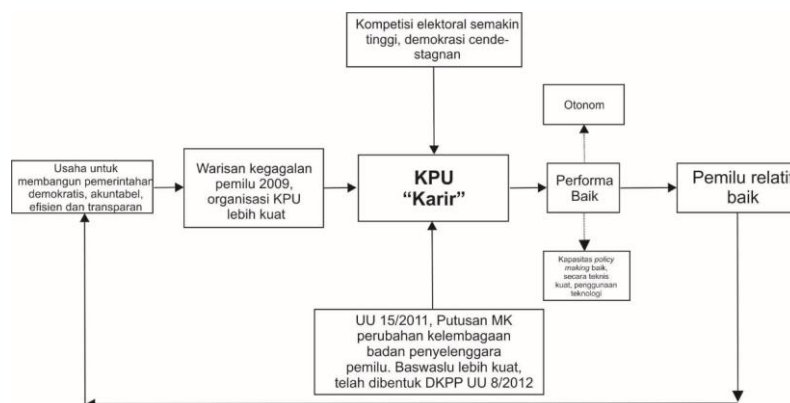 Kompetisi elektoral semakin
tinggi, demokrasi cende-
stagnan
Otonom
Usaha untuk
membangun pemerintahan
demokratis, akuntabel,
efisien dan transparan
Warisan kegagalan
pemilu 2009,
organisasi KPU
lebih kuat
KPU
“Karir”
Performa
Baik
Pemilu relatif
baik
Kapasitas policy
making baik,
secara teknis
kuat, penggunaan
teknologi
UU 15/2011, Putusan MK
perubahan kelembagaan
badan penyelenggara
pemilu. Baswaslu lebih kuat,
telah dibentuk DKPP UU 8/2012